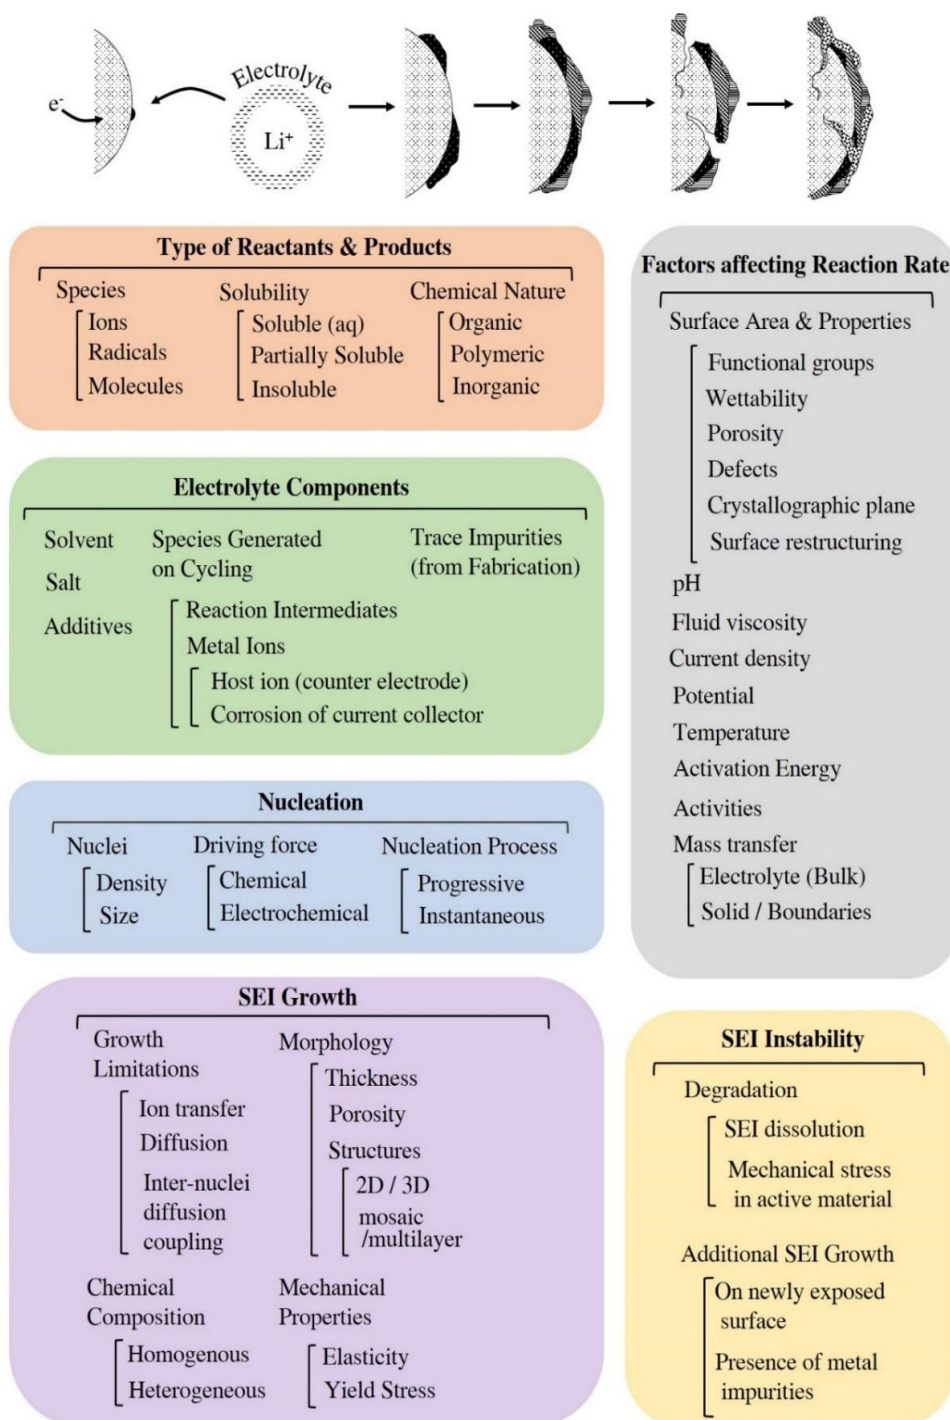 e-
Electrolyte
Li+
Type of Reactants & Products
Species
Ions
Radicals
Molecules
Solubility
Soluble (aq)
Partially Soluble
Insoluble
Chemical Nature
Organic
Polymeric
Inorganic
Electrolyte Components
Solvent
Salt
Additives
Species Generated
on Cycling
Reaction Intermediates
Metal Ions
Host ion (counter electrode)
Corrosion of current collector
Trace Impurities
(from Fabrication)
Nucleation
Nuclei
Density
Size
Driving force
Chemical
Electrochemical
Nucleation Process
Progressive
Instantaneous
SEI Growth
Growth
Limitations
Ion transfer
Diffusion
Inter-nuclei
diffusion
coupling
Morphology
Thickness
Porosity
Structures
2D / 3D
mosaic
/multilayer
Chemical
Composition
Homogenous
Heterogeneous
Mechanical
Properties
Elasticity
Yield Stress
Factors affecting Reaction Rate
Surface Area & Properties
Functional groups
Wettability
Porosity
Defects
Crystallographic plane
Surface restructuring
pH
Fluid viscosity
Current density
Potential
Temperature
Activation Energy
Activities
Mass transfer
Electrolyte (Bulk)
Solid / Boundaries
SEI Instability
Degradation
SEI dissolution
Mechanical stress
in active material
Additional SEI Growth
On newly exposed
surface
Presence of metal
impurities